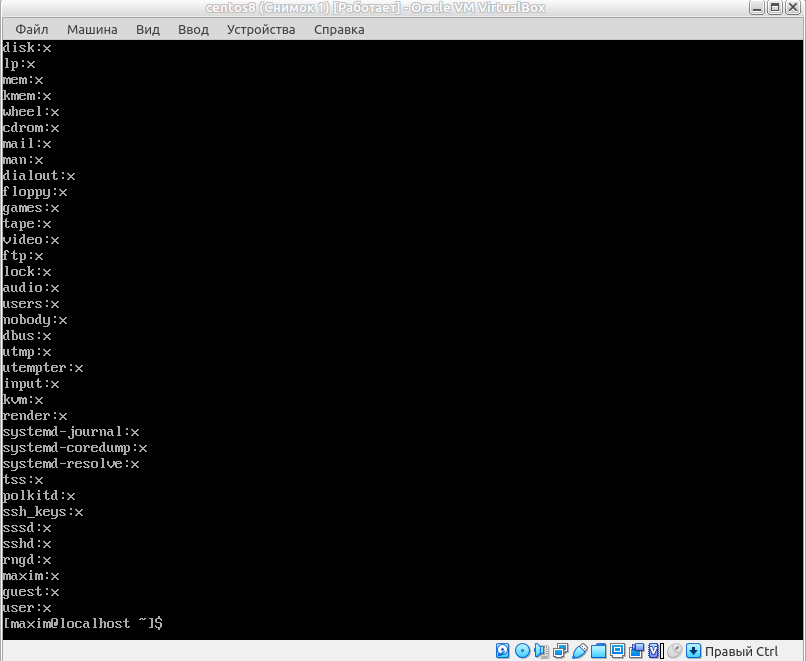 centos8 (Снимок 1) [Работает] - Oracle VM VirtualBox
Файл Машина Вид Ввод Устройства Справка
disk:x
lp:x
mem:x
kmem:x
wheel:x
cdrom:x
mail:x
man:x
dialout:x
floppy:x
games:x
tape:x
video:x
ftp:x
lock:x
audio:x
users:x
nobody:x
dbus:x
utmp:x
utempter:x
input:x
kvm:x
render:x
systemd-journal:x
systemd-coredump:x
systemd-resolve:x
tss:x
polkitd:x
ssh_keys:x
sssd:x
sshd:x
rngd:x
maxim:x
guest:x
user:x
[maxim@localhost ~]$
Правый Ctrl